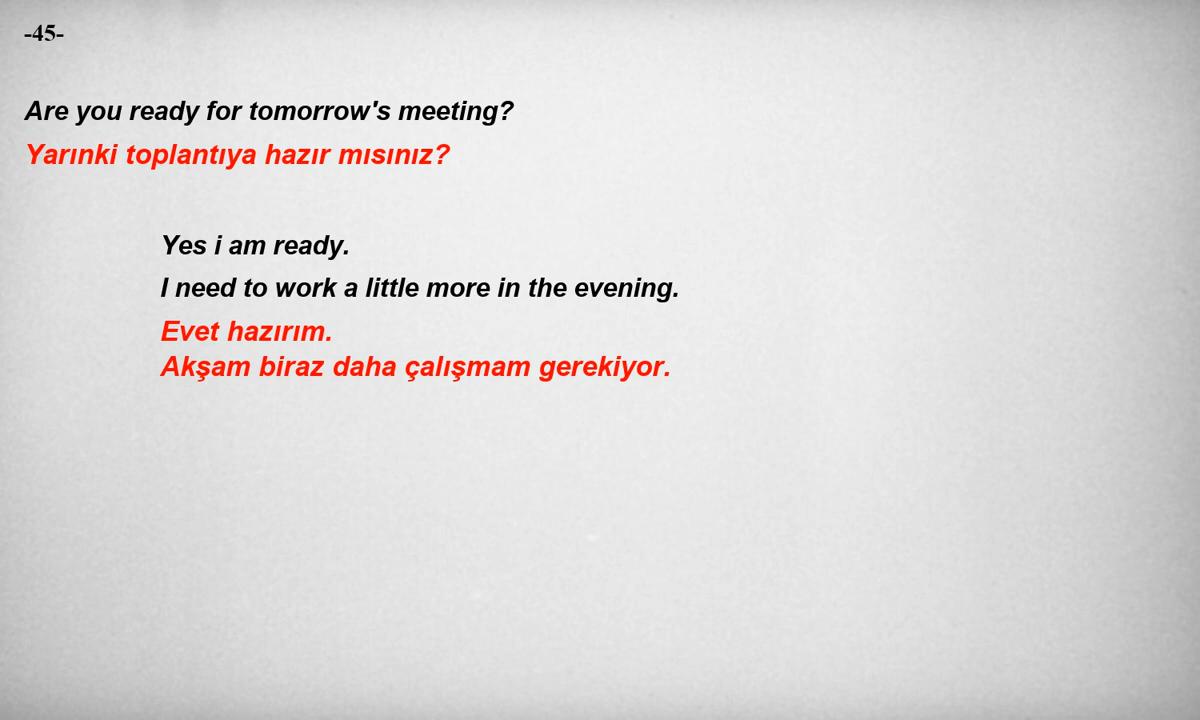 -45-
Are you ready for tomorrow's meeting?
Yarınki toplantıya hazır mısınız?
Yes i am ready.
I need to work a little more in the evening.
Evet hazırım.
Akşam biraz daha çalışmam gerekiyor.